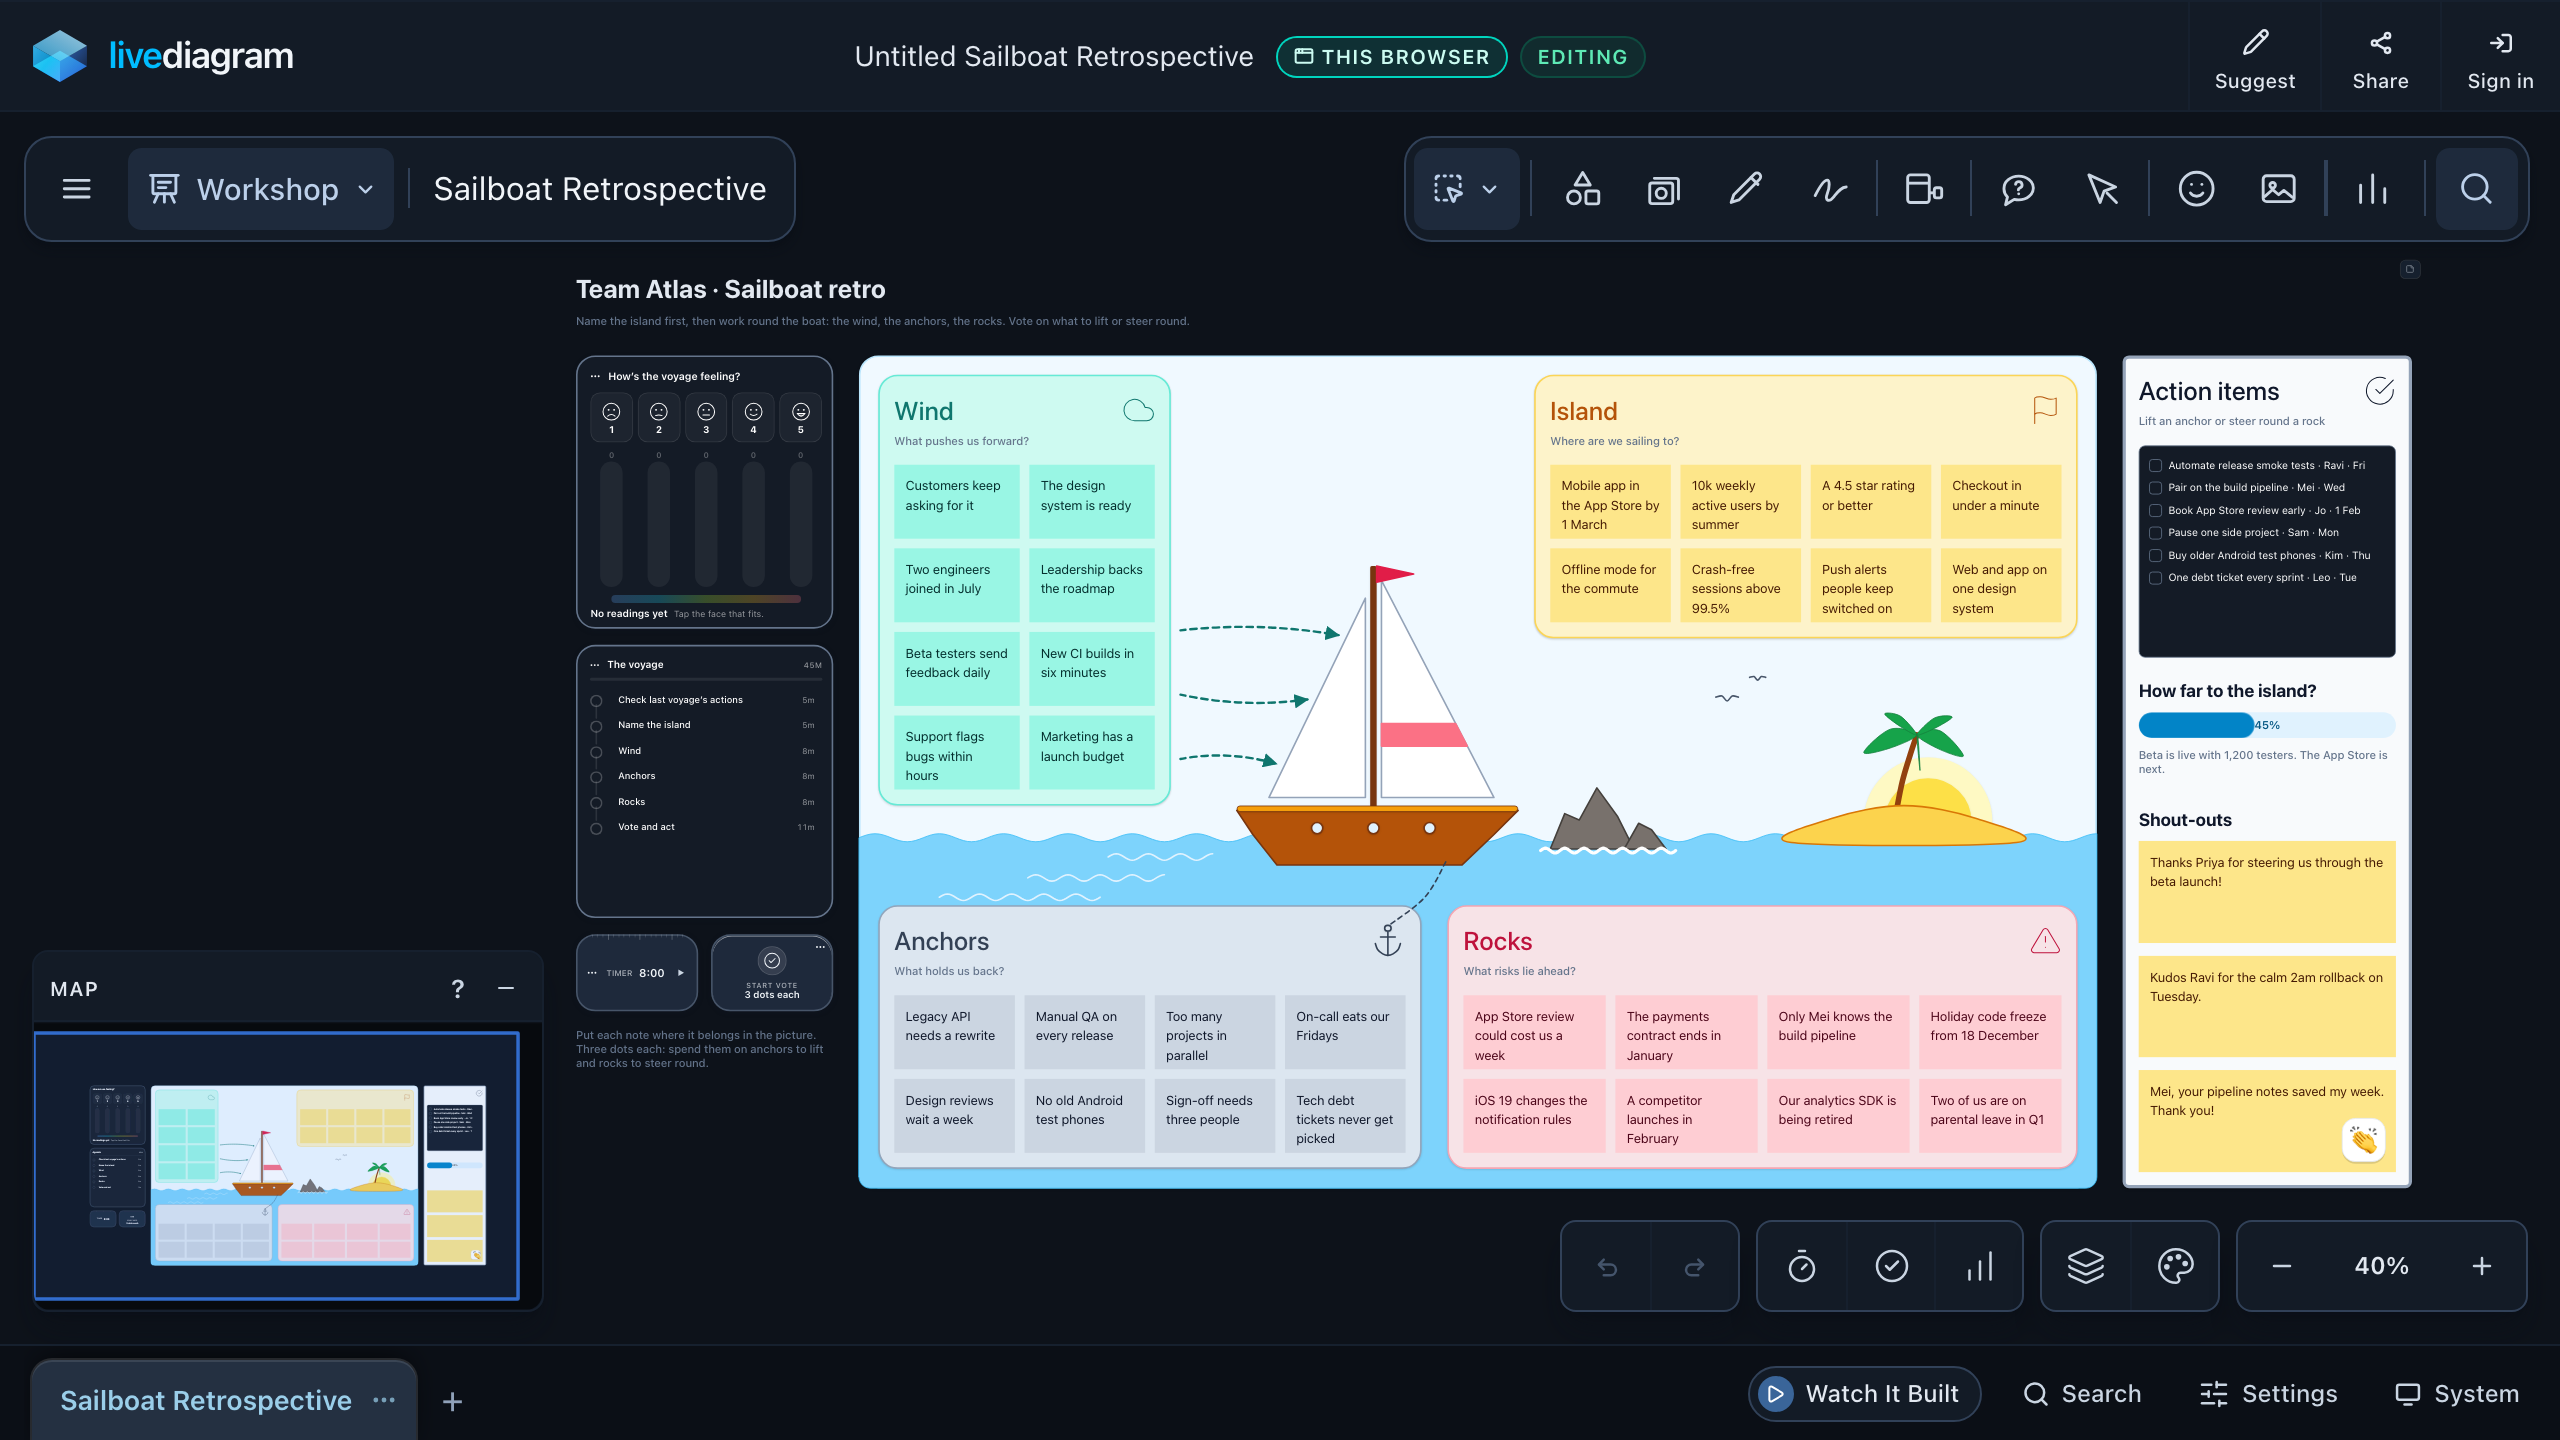 livediagram
Untitled Sailboat Retrospective
THIS BROWSER
EDITING
Suggest
Share
Sign in
Workshop
Sailboat Retrospective
Team Atlas · Sailboat retro
Name the island first, then work round the boat: the wind, the anchors, the rocks. Vote on what to lift or steer round.
How's the voyage feeling?
1 2 3 4 5
0 0 0 0 0
No readings yet Tap the face that fits.
The voyage 45M
Check last voyage's actions 5m
Name the island 5m
Wind 8m
Anchors 8m
Rocks 8m
Vote and act 11m
TIMER 8:00
START VOTE
3 dots each
Put each note where it belongs in the picture.
Three dots each: spend them on anchors to lift
and rocks to steer round.
Wind
What pushes us forward?
Customers keep
asking for it
The design
system is ready
Two engineers
joined in July
Leadership backs
the roadmap
Beta testers send
feedback daily
New CI builds in
six minutes
Support flags
bugs within
hours
Marketing has a
launch budget
Island
Where are we sailing to?
Mobile app in
the App Store by
1 March
10k weekly
active users by
summer
A 4.5 star rating
or better
Checkout in
under a minute
Offline mode for
the commute
Crash-free
sessions above
99.5%
Push alerts
people keep
switched on
Web and app on
one design
system
Anchors
What holds us back?
Legacy API
needs a rewrite
Manual QA on
every release
Too many
projects in
parallel
On-call eats our
Fridays
Design reviews
wait a week
No old Android
test phones
Sign-off needs
three people
Tech debt
tickets never get
picked
Rocks
What risks lie ahead?
App Store review
could cost us a
week
The payments
contract ends in
January
Only Mei knows the
build pipeline
Holiday code freeze
from 18 December
iOS 19 changes the
notification rules
A competitor
launches in
February
Our analytics SDK is
being retired
Two of us are on
parental leave in Q1
Action items
Lift an anchor or steer round a rock
Automate release smoke tests · Ravi · Fri
Pair on the build pipeline · Mei · Wed
Book App Store review early · Jo · 1 Feb
Pause one side project · Sam · Mon
Buy older Android test phones · Kim · Thu
One debt ticket every sprint · Leo · Tue
How far to the island?
45%
Beta is live with 1,200 testers. The App Store is
next.
Shout-outs
Thanks Priya for steering us through the
beta launch!
Kudos Ravi for the calm 2am rollback on
Tuesday.
Mei, your pipeline notes saved my week.
Thank you!
MAP ?
40%
Sailboat Retrospective
Watch It Built
Search
Settings
System